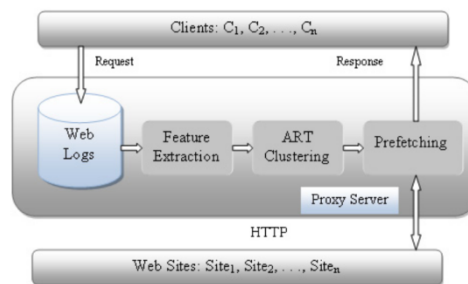 Clients: C₁, C₂, . . ., Cₙ
Request
Response
Web
Logs
Feature
Extraction
ART
Clustering
Prefetching
Proxy Server
HTTP
Web Sites: Site₁, Site₂, . . ., Siteₙ